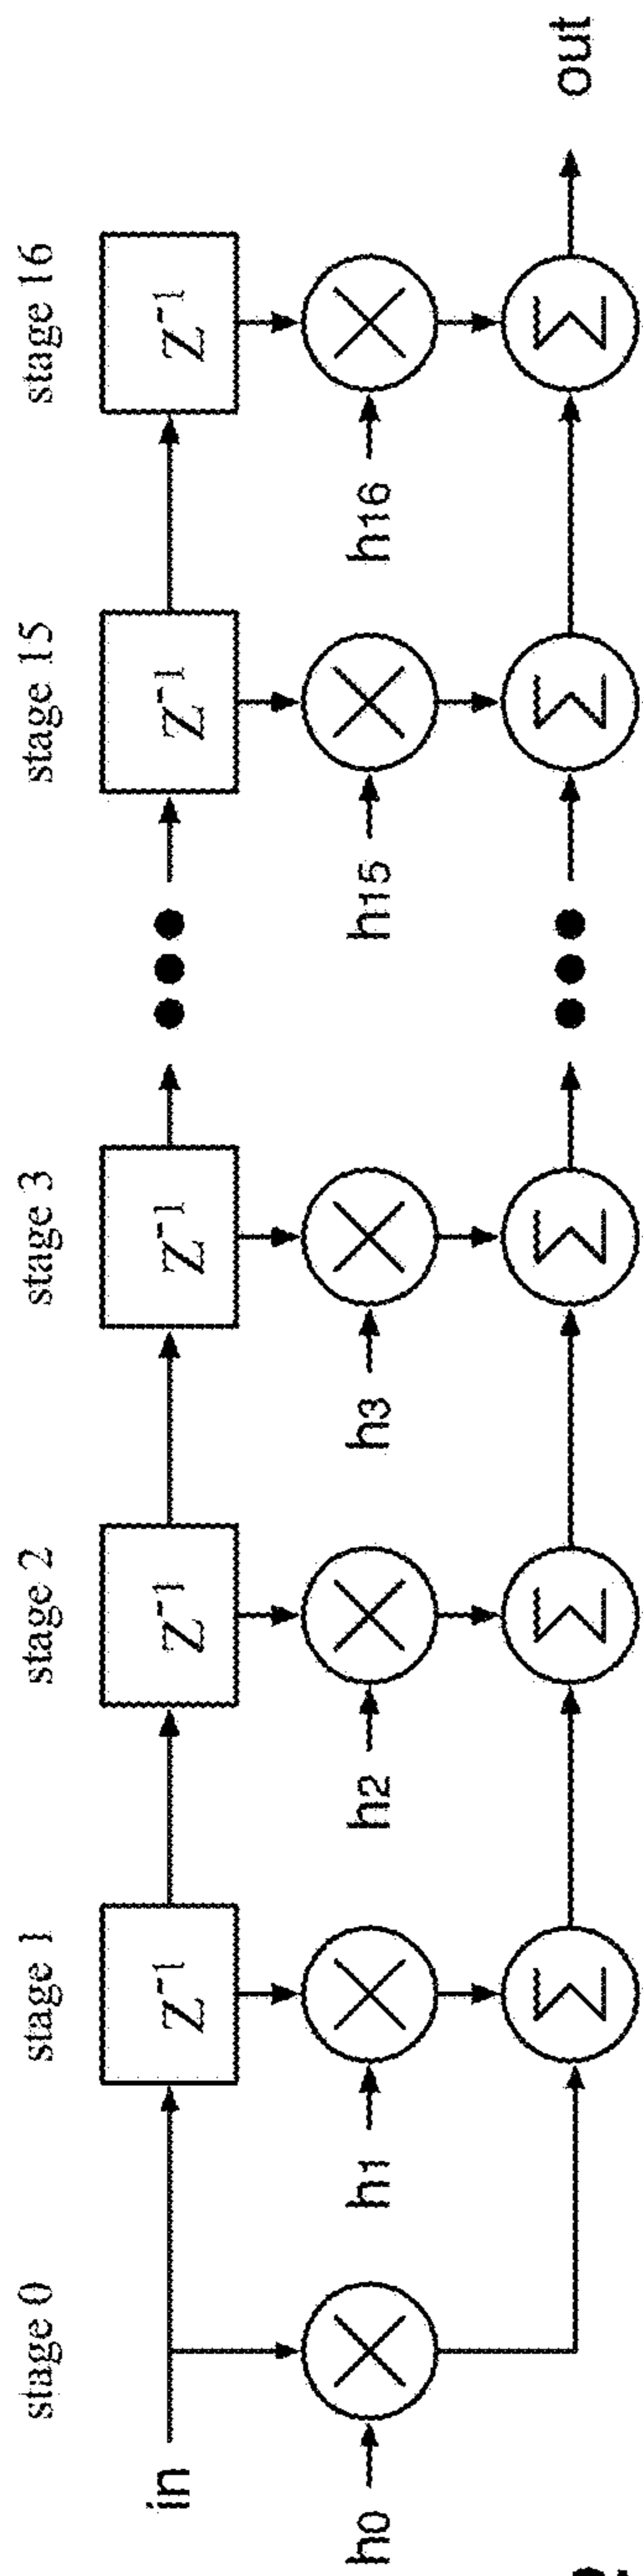 stage 0 stage 1 stage 2 stage 3 stage 15 stage 16
in Z⁻¹ Z⁻¹ Z⁻¹ Z⁻¹ Z⁻¹
h0 h1 h2 h3 h15 h16
Σ Σ Σ Σ Σ out